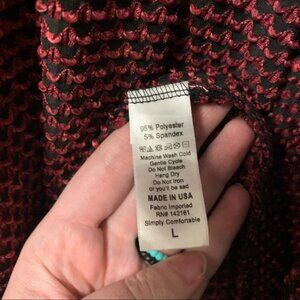 95% Polyester
5% Spandex
Machine Wash Cold
Gentle Cycle
Do Not Bleach
Hang Dry
Do Not Iron
or you'll be sad
MADE IN USA
Fabric Imported
RN# 142161
Simply Comfortable
L